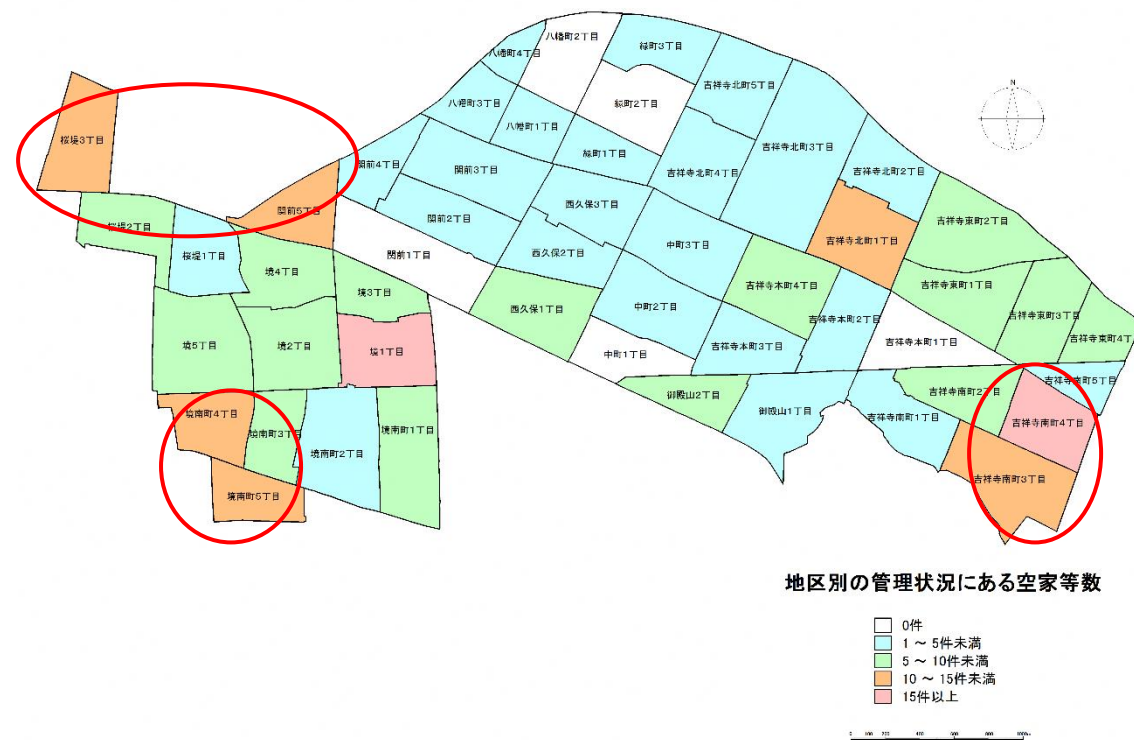 八幡町2丁目
緑町3丁目
八幡町4丁目
吉祥寺北町5丁目
N
八幡町3丁目
緑町2丁目
八幡町1丁目
桜堤3丁目
吉祥寺北町3丁目
緑町1丁目
関前4丁目
関前3丁目
吉祥寺北町4丁目
吉祥寺北町2丁目
西久保3丁目
関前5丁目
関前2丁目
吉祥寺東町2丁目
桜堤2丁目
吉祥寺北町1丁目
中町3丁目
桜堤1丁目
関前1丁目
西久保2丁目
境4丁目
吉祥寺東町1丁目
吉祥寺本町4丁目
境3丁目
中町2丁目
西久保1丁目
吉祥寺東町3丁目
吉祥寺本町2丁目
吉祥寺東町4丁
境5丁目
境2丁目
境1丁目
吉祥寺本町1丁目
吉祥寺本町3丁目
中町1丁目
吉祥寺南町5丁目
御殿山2丁目
吉祥寺南町2丁目
御殿山1丁目
境南町4丁目
吉祥寺南町1丁目
吉祥寺南町4丁目
境南町1丁目
境南町3丁目
境南町2丁目
吉祥寺南町3丁目
境南町5丁目
地区別の管理状況にある空家等数
0件
1 ～ 5件未満
5 ～ 10件未満
10 ～ 15件未満
15件以上